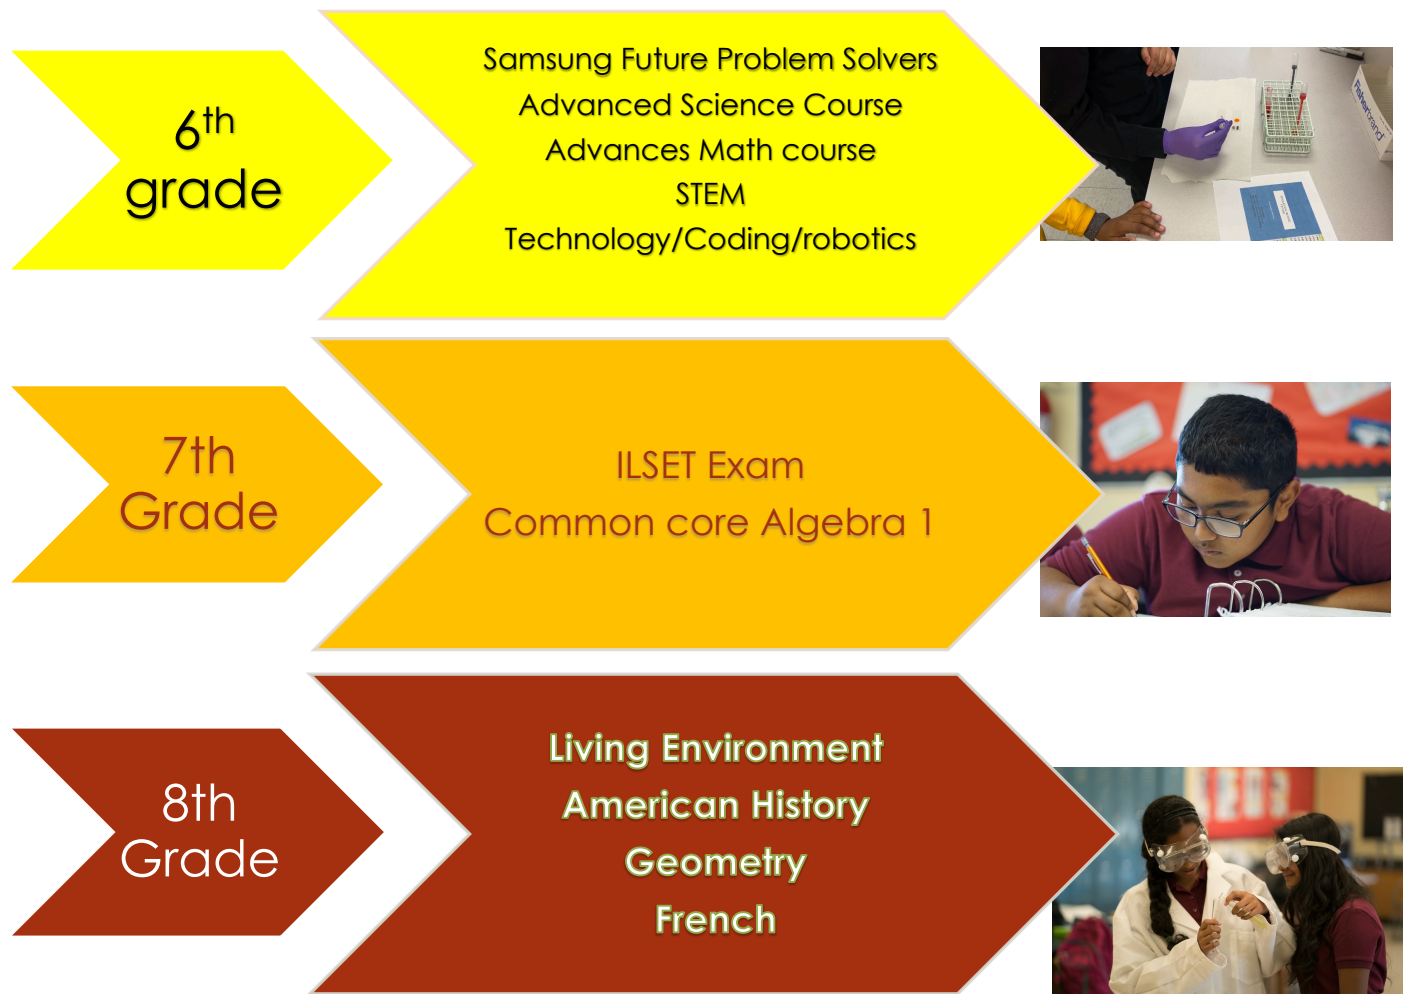 6th
grade
Samsung Future Problem Solvers
Advanced Science Course
Advances Math course
STEM
Technology/Coding/robotics
Fisherbrand
7th
Grade
ILSET Exam
Common core Algebra 1
8th
Grade
Living Environment
American History
Geometry
French